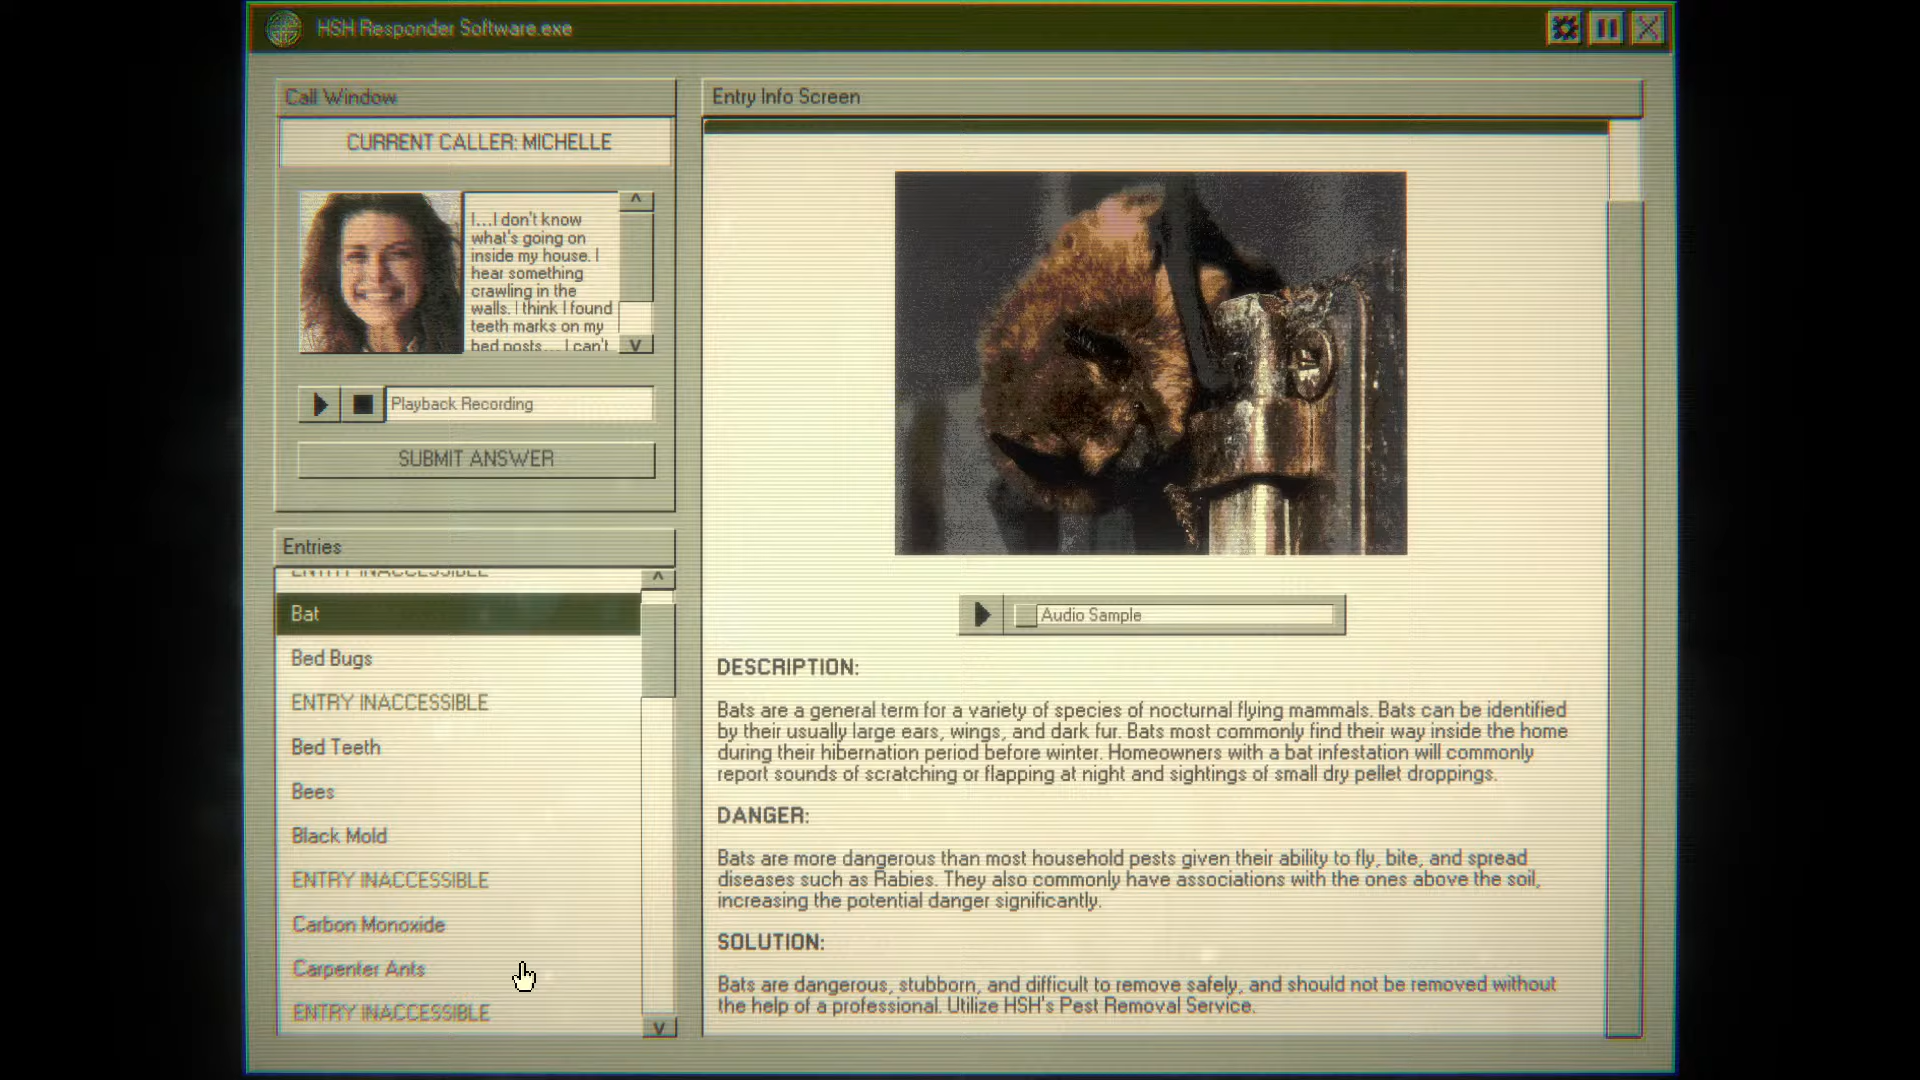 HSH Responder Software.exe
Call Window
CURRENT CALLER: MICHELLE
I...I don't know
what's going on
inside my house. I
hear something
crawling in the
walls. I think I found
teeth marks on my
bed posts.... I can't
Playback Recording
SUBMIT ANSWER
Entries
ENTRY INACCESSIBLE
Bat
Bed Bugs
ENTRY INACCESSIBLE
Bed Teeth
Bees
Black Mold
ENTRY INACCESSIBLE
Carbon Monoxide
Carpenter Ants
ENTRY INACCESSIBLE
Entry Info Screen
Audio Sample
DESCRIPTION:
Bats are a general term for a variety of species of nocturnal flying mammals. Bats can be identified
by their usually large ears, wings, and dark fur. Bats most commonly find their way inside the home
during their hibernation period before winter. Homeowners with a bat infestation will commonly
report sounds of scratching or flapping at night and sightings of small dry pellet droppings.
DANGER:
Bats are more dangerous than most household pests given their ability to fly, bite, and spread
diseases such as Rabies. They also commonly have associations with the ones above the soil,
increasing the potential danger significantly.
SOLUTION:
Bats are dangerous, stubborn, and difficult to remove safely, and should not be removed without
the help of a professional. Utilize HSH's Pest Removal Service.